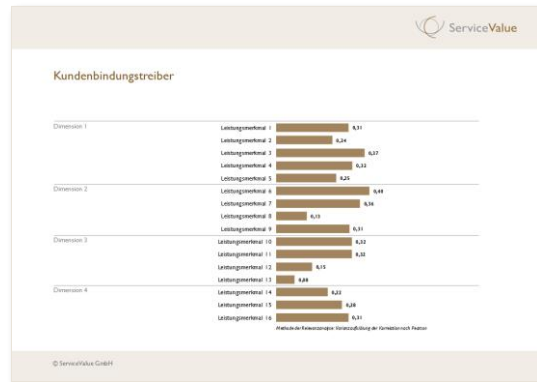 ServiceValue
Kundenbindungstreiber
Dimension 1
Leistungsmerkmal 1 0,31
Leistungsmerkmal 2 0,24
Leistungsmerkmal 3 0,37
Leistungsmerkmal 4 0,32
Leistungsmerkmal 5 0,25
Dimension 2
Leistungsmerkmal 6 0,40
Leistungsmerkmal 7 0,36
Leistungsmerkmal 8 0,13
Leistungsmerkmal 9 0,31
Dimension 3
Leistungsmerkmal 10 0,32
Leistungsmerkmal 11 0,32
Leistungsmerkmal 12 0,15
Leistungsmerkmal 13 0,08
Dimension 4
Leistungsmerkmal 14 0,22
Leistungsmerkmal 15 0,28
Leistungsmerkmal 16 0,31
Methode der Relevanzanalyse: Varianzaufklärung der Korrelation nach Pearson
© ServiceValue GmbH